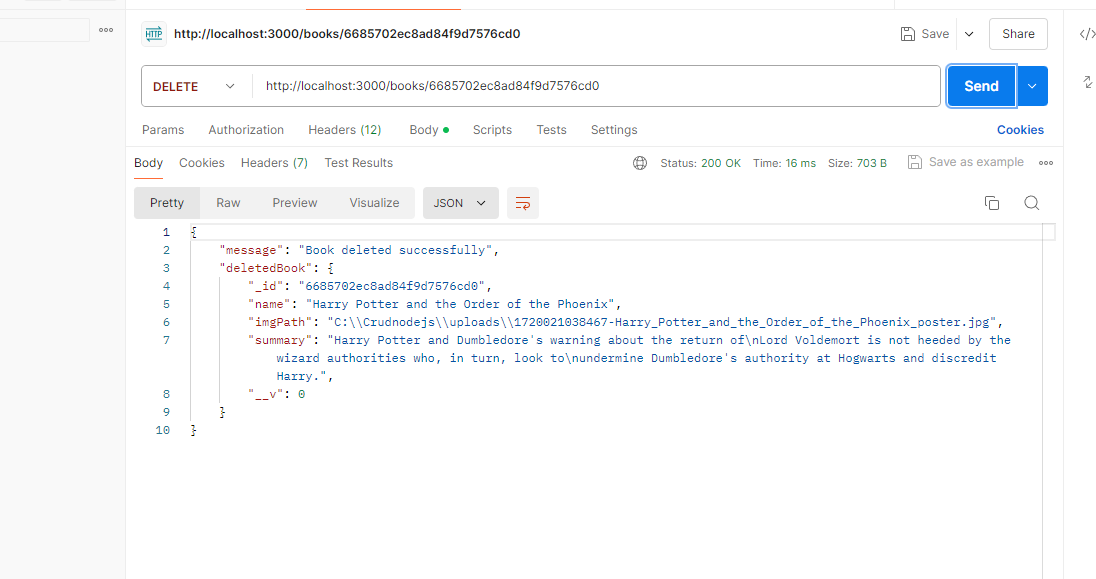 HTTP http://localhost:3000/books/6685702ec8ad84f9d7576cd0 Save Share
DELETE http://localhost:3000/books/6685702ec8ad84f9d7576cd0 Send
Params Authorization Headers (12) Body Scripts Tests Settings Cookies
Body Cookies Headers (7) Test Results Status: 200 OK Time: 16 ms Size: 703 B Save as example
Pretty Raw Preview Visualize JSON
1 {
2 "message": "Book deleted successfully",
3 "deletedBook": {
4 "_id": "6685702ec8ad84f9d7576cd0",
5 "name": "Harry Potter and the Order of the Phoenix",
6 "imgPath": "C:\\Crudnodejs\\uploads\\1720021038467-Harry_Potter_and_the_Order_of_the_Phoenix_poster.jpg",
7 "summary": "Harry Potter and Dumbledore's warning about the return of\nLord Voldemort is not heeded by the
wizard authorities who, in turn, look to\nundermine Dumbledore's authority at Hogwarts and discredit
Harry.",
8 "__v": 0
9 }
10 }